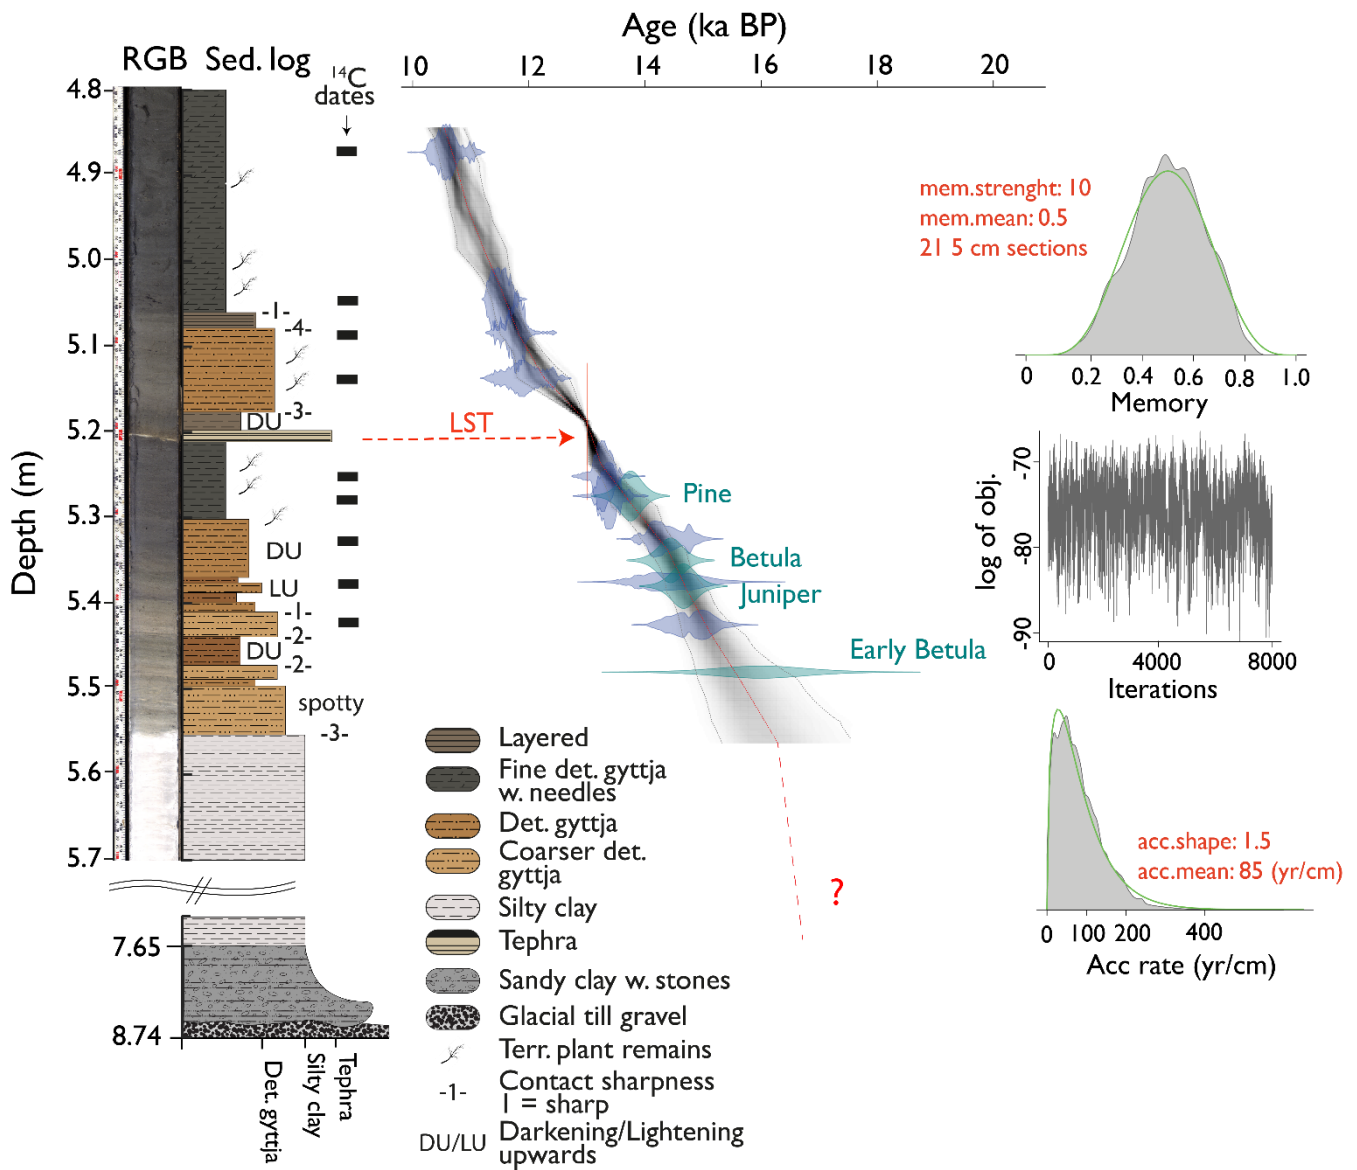 Age (ka BP)
RGB
Sed. log
14C
dates
10
12
14
16
18
20
Depth (m)
4.8
4.9
5.0
5.1
5.2
5.3
5.4
5.5
5.6
5.7
7.65
8.74
-1-
-4-
-3-
DU
DU
LU
-1-
-2-
DU
-2-
spotty
-3-
LST
Pine
Betula
Juniper
Early Betula
?
Det. gyttja
Silty clay
Tephra
Layered
Fine det. gyttja
w. needles
Det. gyttja
Coarser det.
gyttja
Silty clay
Tephra
Sandy clay w. stones
Glacial till gravel
Terr. plant remains
-1-
Contact sharpness
1 = sharp
DU/LU
Darkening/Lightening
upwards
mem.strenght: 10
mem.mean: 0.5
21 5 cm sections
0
0.2
0.4
0.6
0.8
1.0
Memory
log of obj.
-70
-80
-90
0
4000
8000
Iterations
acc.shape: 1.5
acc.mean: 85 (yr/cm)
0
100
200
400
Acc rate (yr/cm)